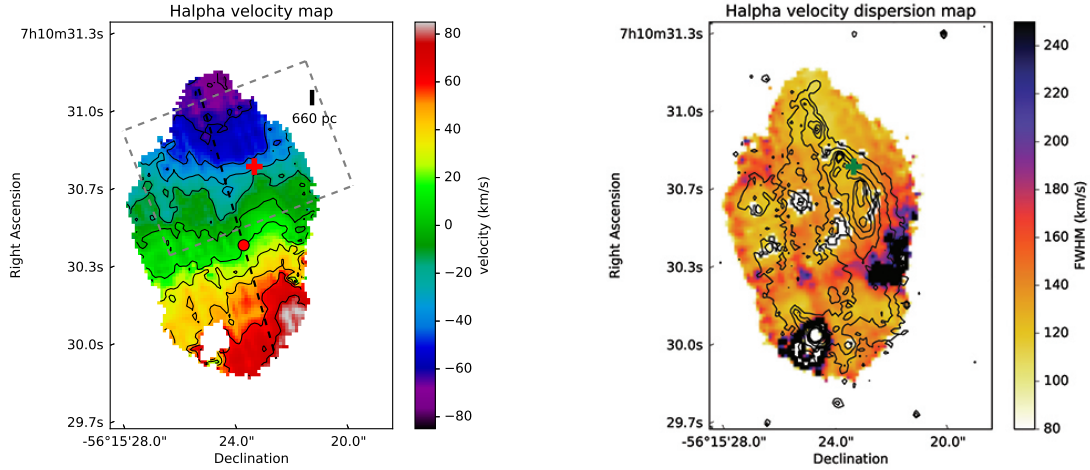 Halpha velocity map
7h10m31.3s
31.0s
30.7s
30.3s
30.0s
29.7s
Right Ascension
660 pc
-56°15'28.0"
24.0"
20.0"
Declination
80
60
40
20
0
−20
−40
−60
−80
velocity (km/s)
Halpha velocity dispersion map
7h10m31.3s
31.0s
30.7s
30.3s
30.0s
29.7s
Right Ascension
-56°15'28.0"
24.0"
20.0"
Declination
240
220
200
180
160
140
120
100
80
FWHM (km/s)